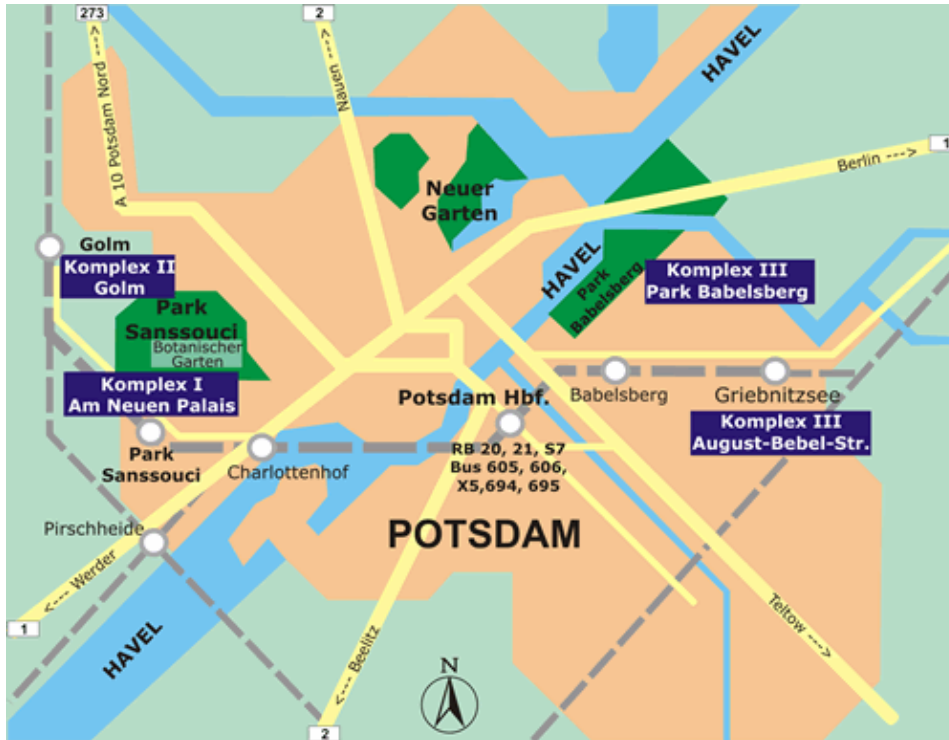 273
2
HAVEL
1
<--- A 10 Potsdam Nord --->
<--- Nauen --->
Berlin --->
Neuer
Garten
Golm
Komplex II
Golm
HAVEL
Park
Babelsberg
Komplex III
Park Babelsberg
Park
Sanssouci
Botanischer
Garten
Komplex I
Am Neuen Palais
Potsdam Hbf.
Babelsberg
Griebnitzsee
Komplex III
August-Bebel-Str.
Park
Sanssouci
Charlottenhof
RB 20, 21, S7
Bus 605, 606,
X5,694, 695
Pirschheide
POTSDAM
<--- Werder
1
HAVEL
<--- Beelitz
Teltow --->
N
2